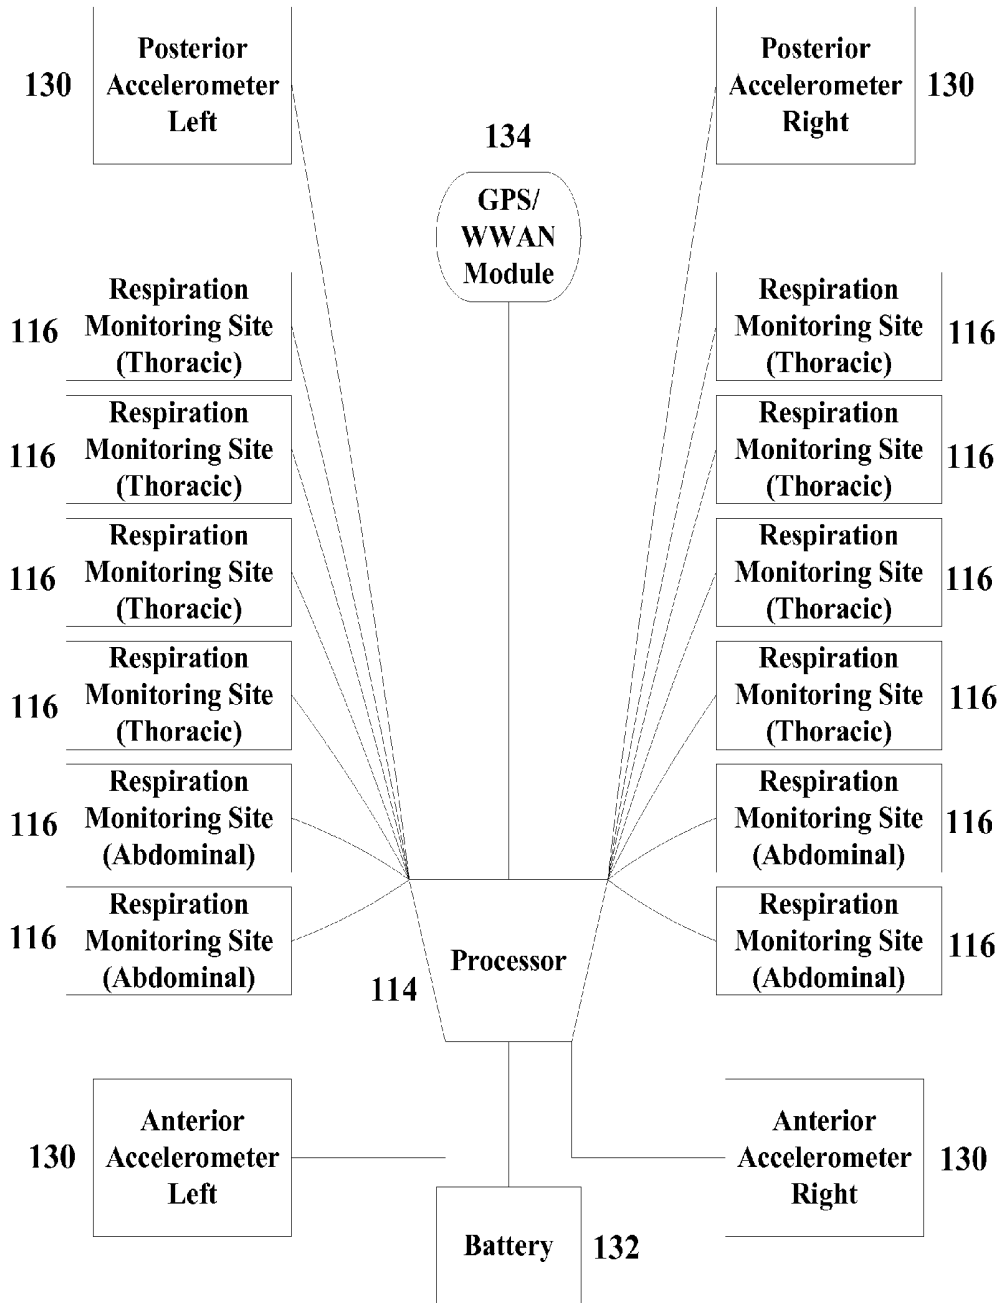 Posterior
Accelerometer
Left
130
Posterior
Accelerometer
Right
130
134
GPS/
WWAN
Module
Respiration
Monitoring Site
(Thoracic)
116
Respiration
Monitoring Site
(Thoracic)
116
Respiration
Monitoring Site
(Thoracic)
116
Respiration
Monitoring Site
(Thoracic)
116
Respiration
Monitoring Site
(Thoracic)
116
Respiration
Monitoring Site
(Thoracic)
116
Respiration
Monitoring Site
(Thoracic)
116
Respiration
Monitoring Site
(Thoracic)
116
Respiration
Monitoring Site
(Abdominal)
116
Respiration
Monitoring Site
(Abdominal)
116
Respiration
Monitoring Site
(Abdominal)
116
Respiration
Monitoring Site
(Abdominal)
116
Processor
114
Anterior
Accelerometer
Left
130
Anterior
Accelerometer
Right
130
Battery
132